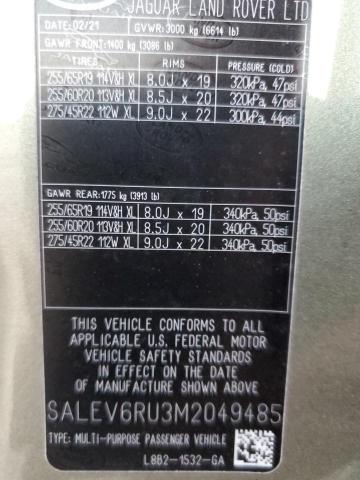 JAGUAR LAND ROVER LTD
DATE: 02/21 GVWR: 3000 kg (6614 lb)
GAWR FRONT: 1400 kg (3086 lb)
TIRES RIMS PRESSURE (COLD)
255/65R19 114V&H XL 8.0J x 19 320kPa, 47psi
255/60R20 113V&H XL 8.5J x 20 320kPa, 47psi
275/45R22 112W XL 9.0J x 22 300kPa, 44psi
GAWR REAR: 1775 kg (3913 lb)
255/65R19 114V&H XL 8.0J x 19 340kPa, 50psi
255/60R20 113V&H XL 8.5J x 20 340kPa, 50psi
275/45R22 112W XL 9.0J x 22 340kPa, 50psi
THIS VEHICLE CONFORMS TO ALL
APPLICABLE U.S. FEDERAL MOTOR
VEHICLE SAFETY STANDARDS
IN EFFECT ON THE DATE OF
MANUFACTURE SHOWN ABOVE
SALEV6RU3M2049485
TYPE: MULTI-PURPOSE PASSENGER VEHICLE
L8B2-1532-GA